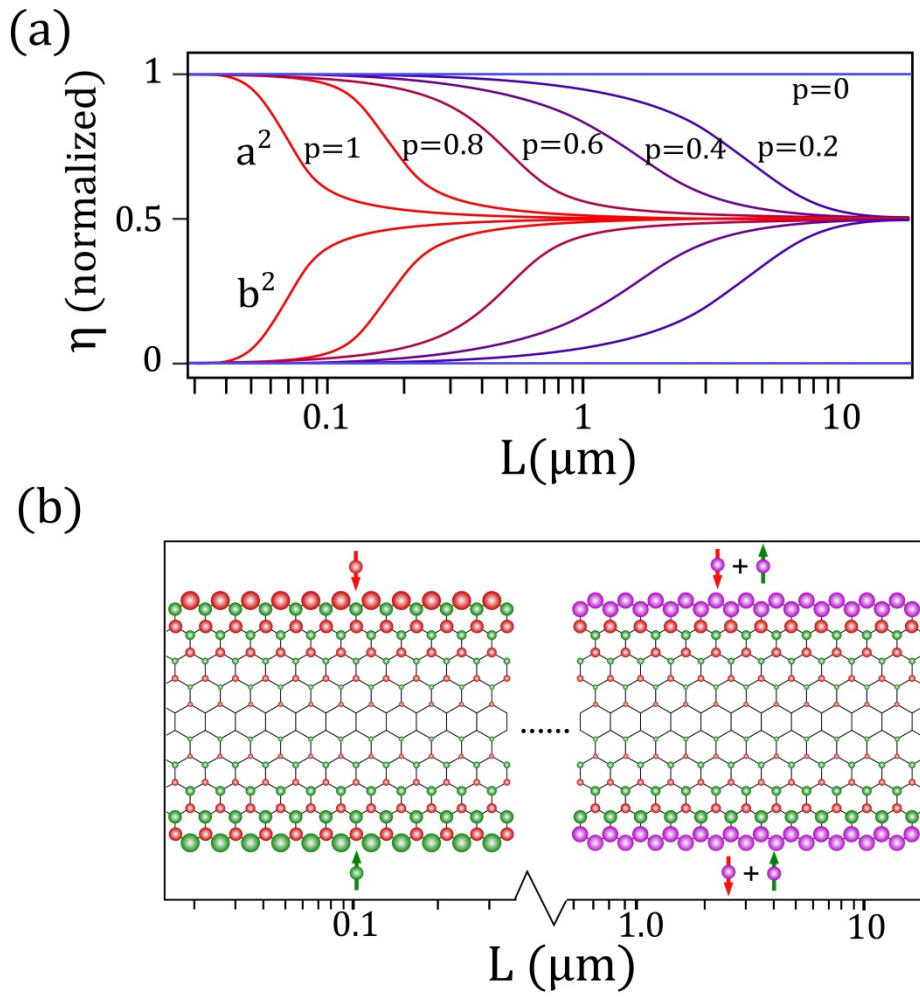 (a)
η (normalized)
1
0.5
0
a²
b²
p=1
p=0.8
p=0.6
p=0.4
p=0.2
p=0
0.1
1
10
L(μm)
(b)
+
......
+
0.1
1.0
10
L (μm)